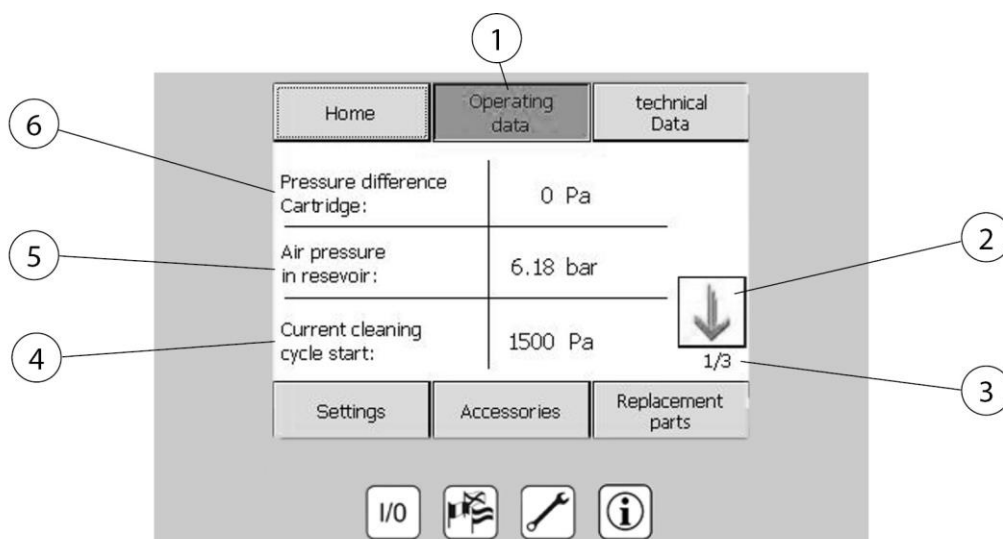 1
Home
Operating
data
technical
Data
6
Pressure difference
Cartridge:
0 Pa
2
5
Air pressure
in resevoir:
6.18 bar
4
Current cleaning
cycle start:
1500 Pa
1/3
3
Settings
Accessories
Replacement
parts
I/0
i